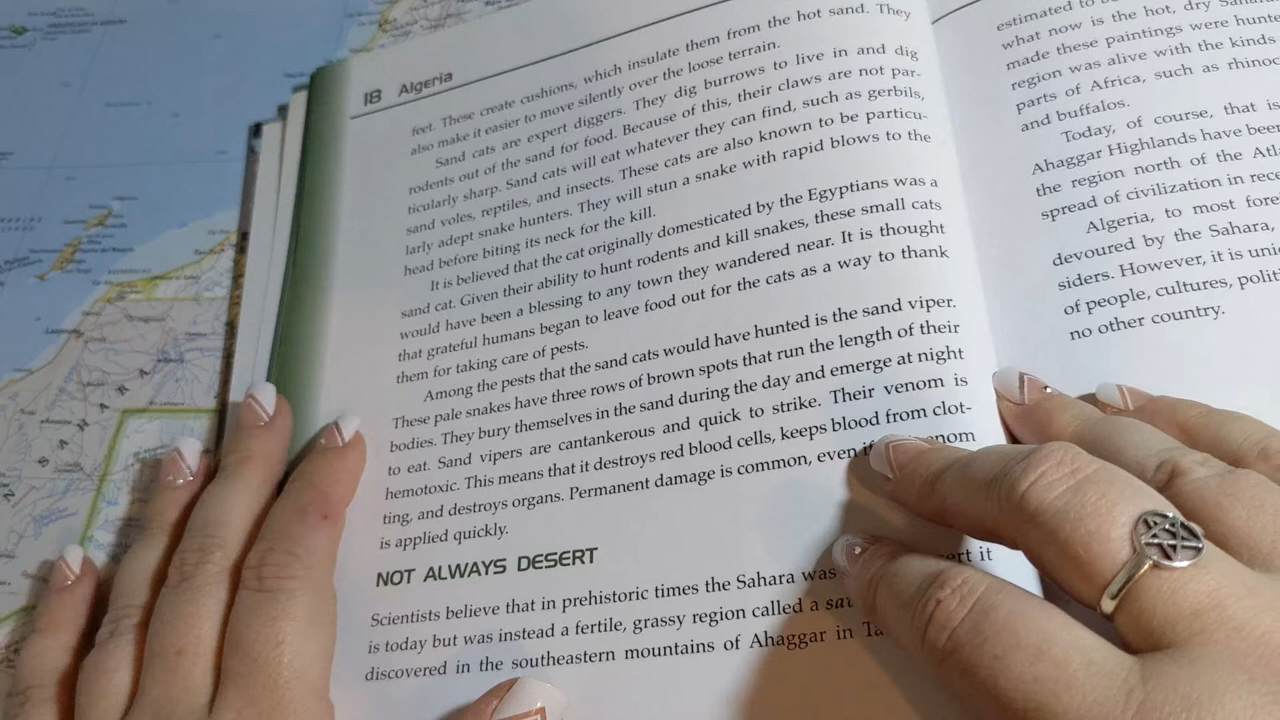 18 Algeria
feet. These create cushions, which insulate them from the hot sand. They
also make it easier to move silently over the loose terrain.
Sand cats are expert diggers. They dig burrows to live in and dig
rodents out of the sand for food. Because of this, their claws are not par-
ticularly sharp. Sand cats will eat whatever they can find, such as gerbils,
sand voles, reptiles, and insects. These cats are also known to be particu-
larly adept snake hunters. They will stun a snake with rapid blows to the
head before biting its neck for the kill.
It is believed that the cat originally domesticated by the Egyptians was a
sand cat. Given their ability to hunt rodents and kill snakes, these small cats
would have been a blessing to any town they wandered near. It is thought
that grateful humans began to leave food out for the cats as a way to thank
them for taking care of pests.
Among the pests that the sand cats would have hunted is the sand viper.
These pale snakes have three rows of brown spots that run the length of their
bodies. They bury themselves in the sand during the day and emerge at night
to eat. Sand vipers are cantankerous and quick to strike. Their venom is
hemotoxic. This means that it destroys red blood cells, keeps blood from clot-
ting, and destroys organs. Permanent damage is common, even
is applied quickly.
NOT ALWAYS DESERT
Scientists believe that in prehistoric times the Sahara was it
is today but was instead a fertile, grassy region called a
discovered in the southeastern mountains of Ahaggar in
estimated to
what now is the hot, dry
made these paintings were
region was alive with the kinds
parts of Africa, such as
and buffalos.
Today, of course, that is
Ahaggar Highlands have been
the region north of the
spread of civilization in
Algeria, to most
devoured by the Sahara,
siders. However, it is
of people, cultures,
no other country.
SAHARA